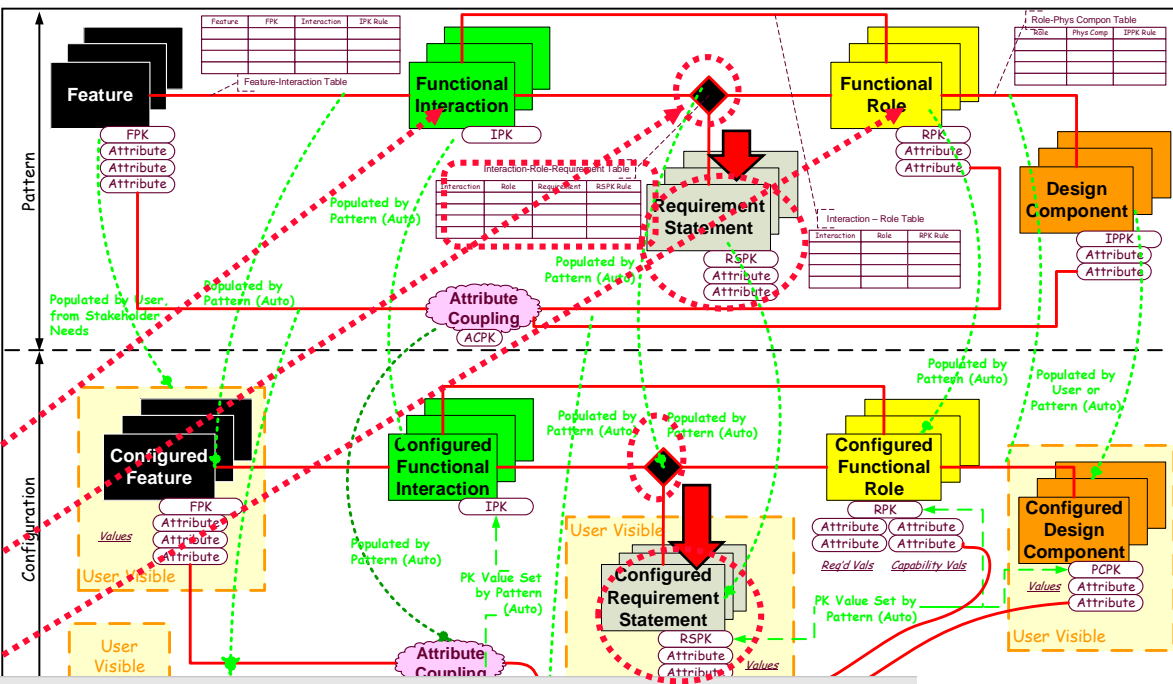 Feature FPK Interaction IPK Rule
Feature-Interaction Table
Role-Phys Compon Table
Role Phys Comp IPPK Rule
Feature
Functional
Interaction
Functional
Role
FPK
Attribute
Attribute
Attribute
IPK
RPK
Attribute
Attribute
Pattern
Interaction-Role-Requirement Table
Interaction Role Requirement RSPK Rule
Requirement
Statement
RSPK
Attribute
Attribute
Design
Component
IPPK
Attribute
Attribute
Interaction – Role Table
Interaction Role RPK Rule
Populated by
Pattern (Auto)
Populated by
Pattern (Auto)
Populated by
Pattern (Auto)
Populated by User,
from Stakeholder
Needs
Attribute
Coupling
ACPK
Configuration
Populated by
Pattern (Auto)
Populated by
User or
Pattern (Auto)
Populated by
Pattern (Auto)
Populated by
Pattern (Auto)
Configured
Feature
FPK
Attribute
Attribute
Attribute
Values
User Visible
Configured
Functional
Interaction
IPK
Populated by
Pattern (Auto)
PK Value Set
by Pattern
(Auto)
Configured
Functional
Role
RPK
Attribute Attribute
Attribute Attribute
Req'd Vals Capability Vals
User Visible
Configured
Requirement
Statement
RSPK
Attribute
Attribute
Values
PK Value Set by
Pattern (Auto)
Configured
Design
Component
PCPK
Attribute
Attribute
Values
User Visible
User
Visible
Attribute
Coupling